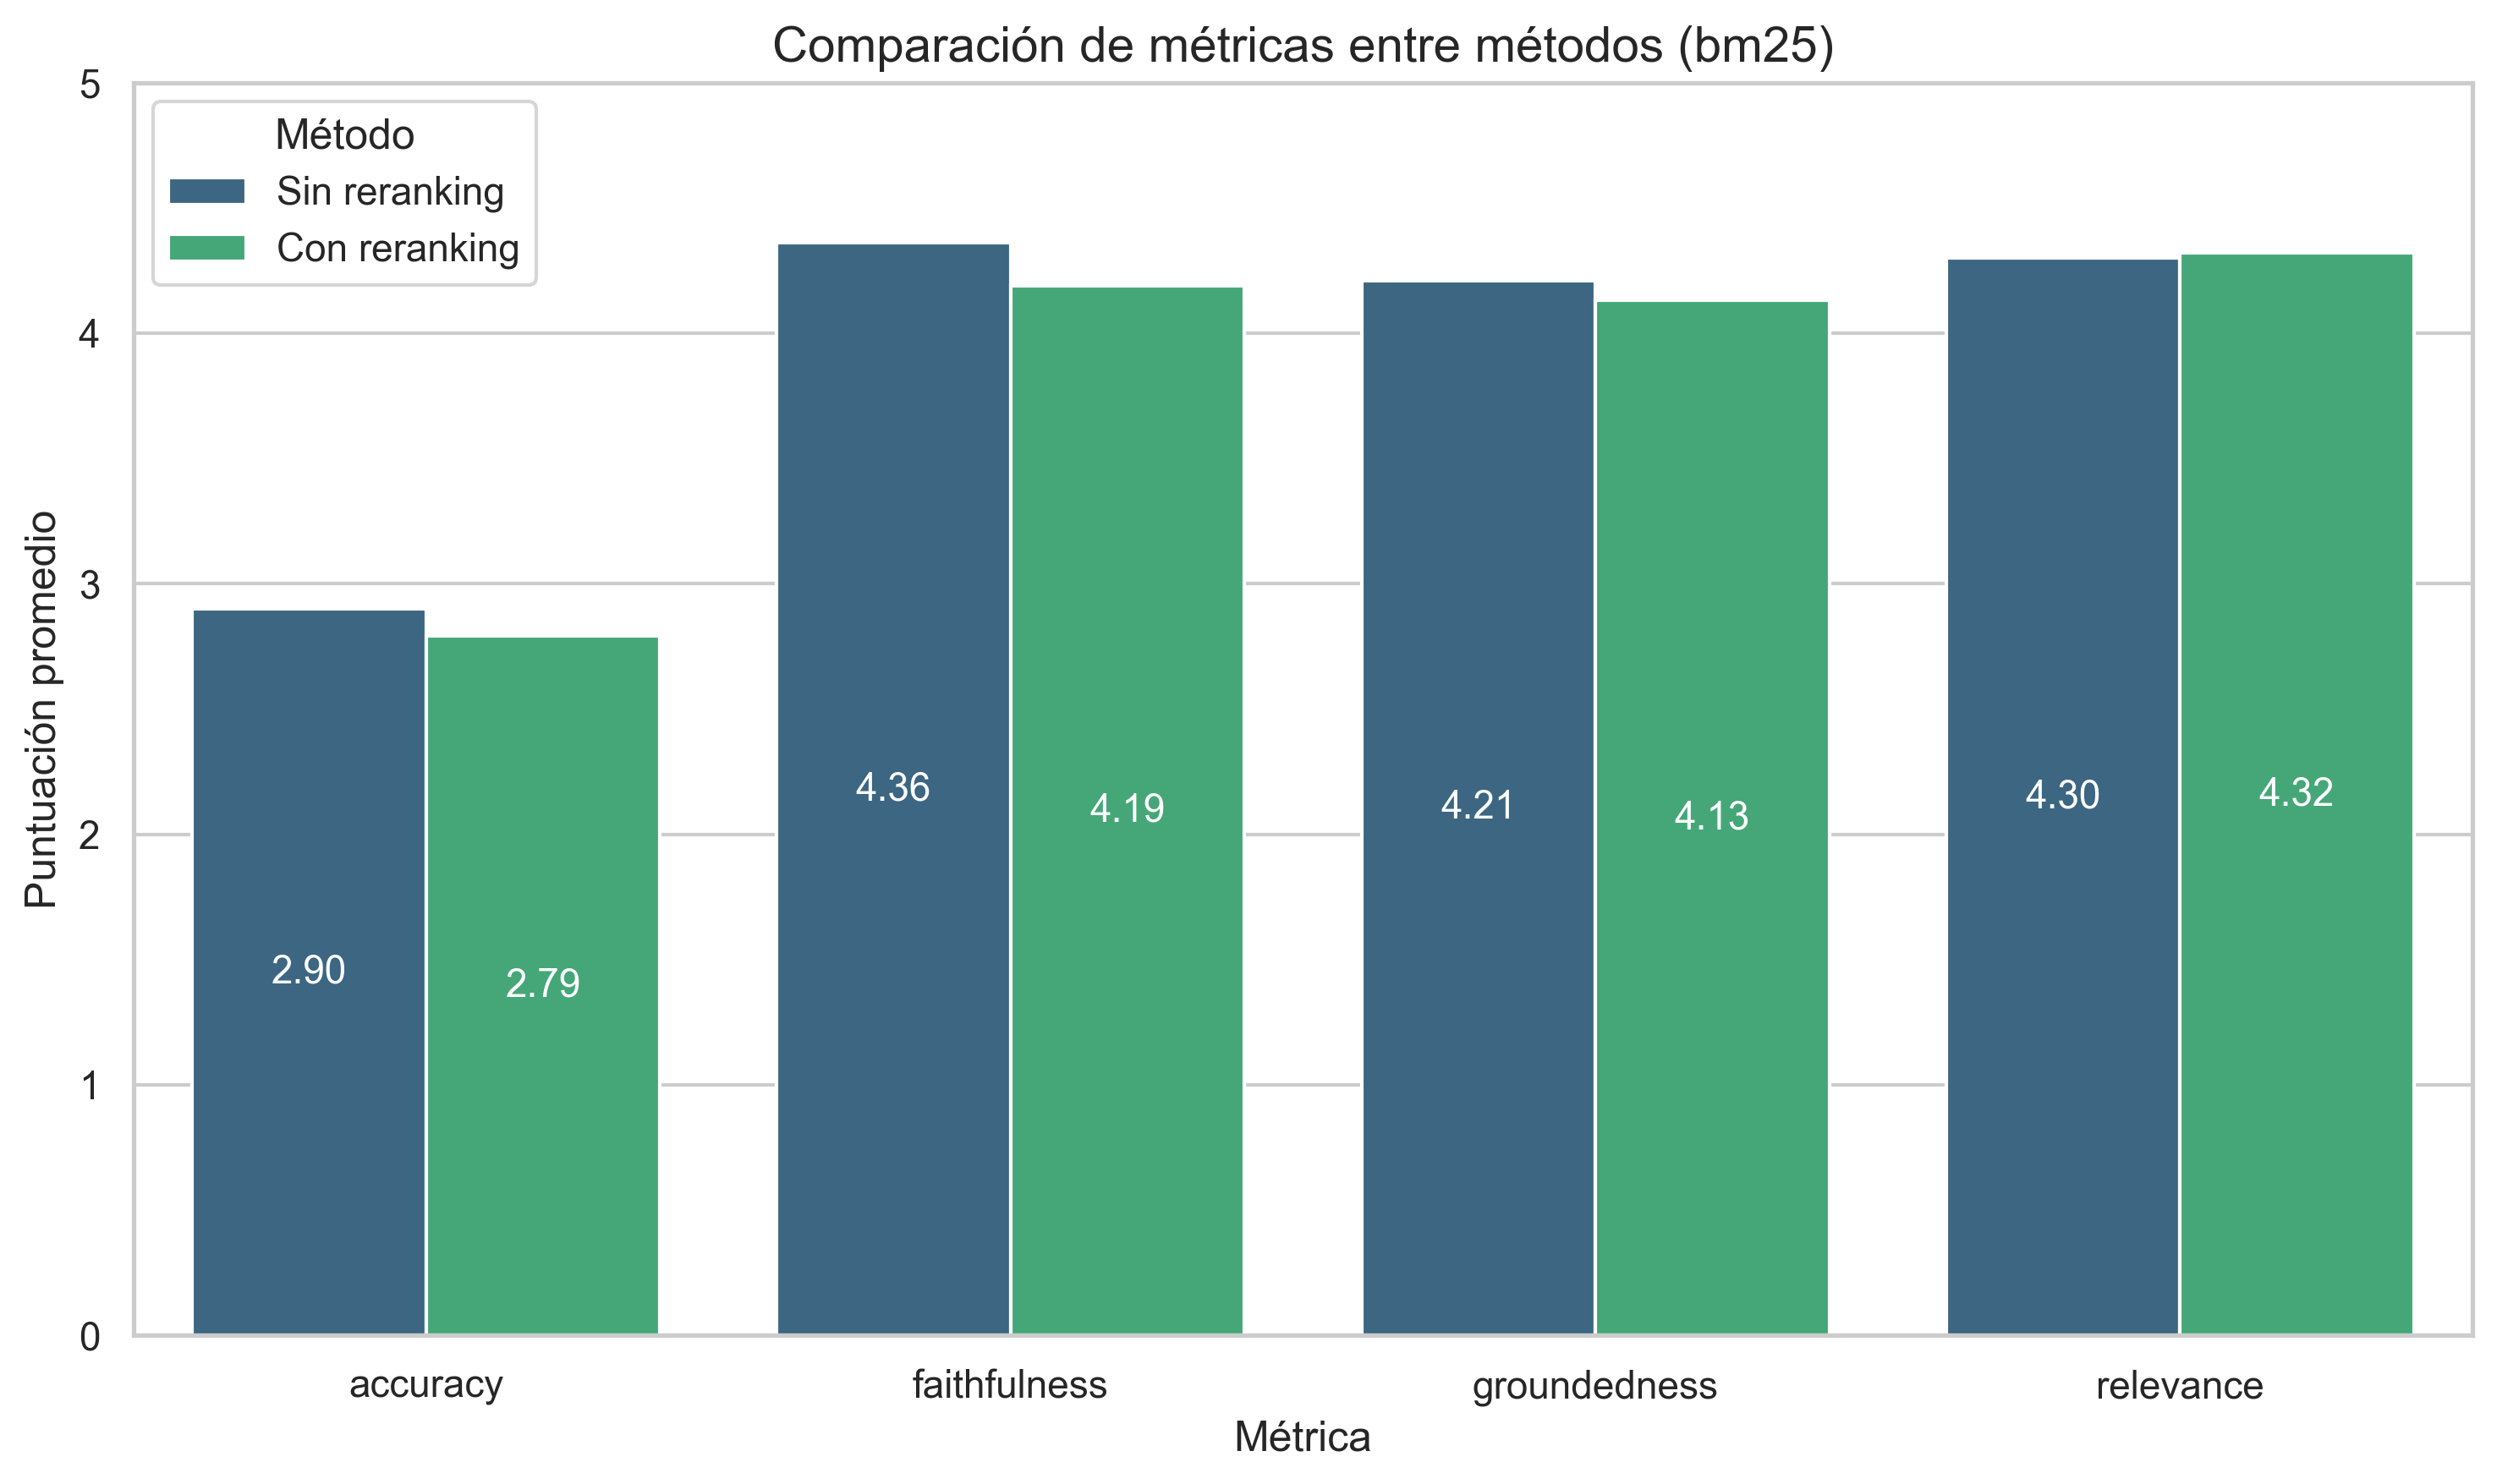 Comparación de métricas entre métodos (bm25)
Método
Sin reranking
Con reranking
Puntuación promedio
5
4
3
2
1
0
2.90
2.79
4.36
4.19
4.21
4.13
4.30
4.32
accuracy
faithfulness
groundedness
relevance
Métrica